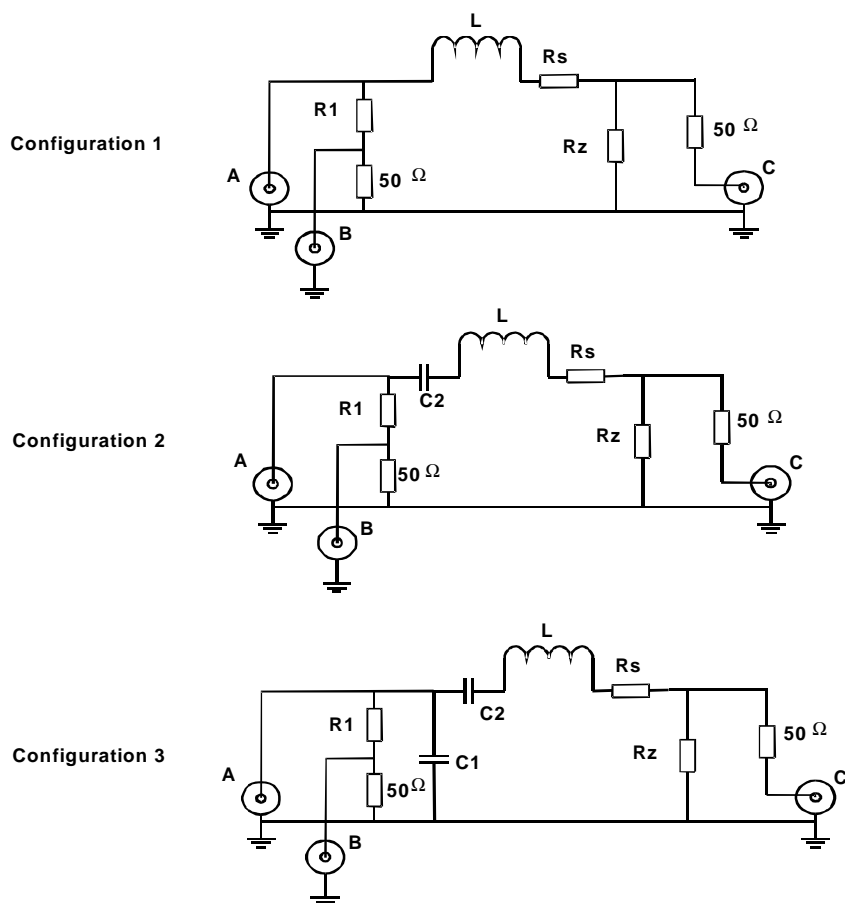 L
Rs
R1
50 Ω
Configuration 1
Rz
A
50 Ω
C
B
L
Rs
C2
R1
50 Ω
Configuration 2
Rz
A
50 Ω
C
B
L
Rs
C2
R1
50 Ω
Configuration 3
Rz
C1
A
50Ω
C
B